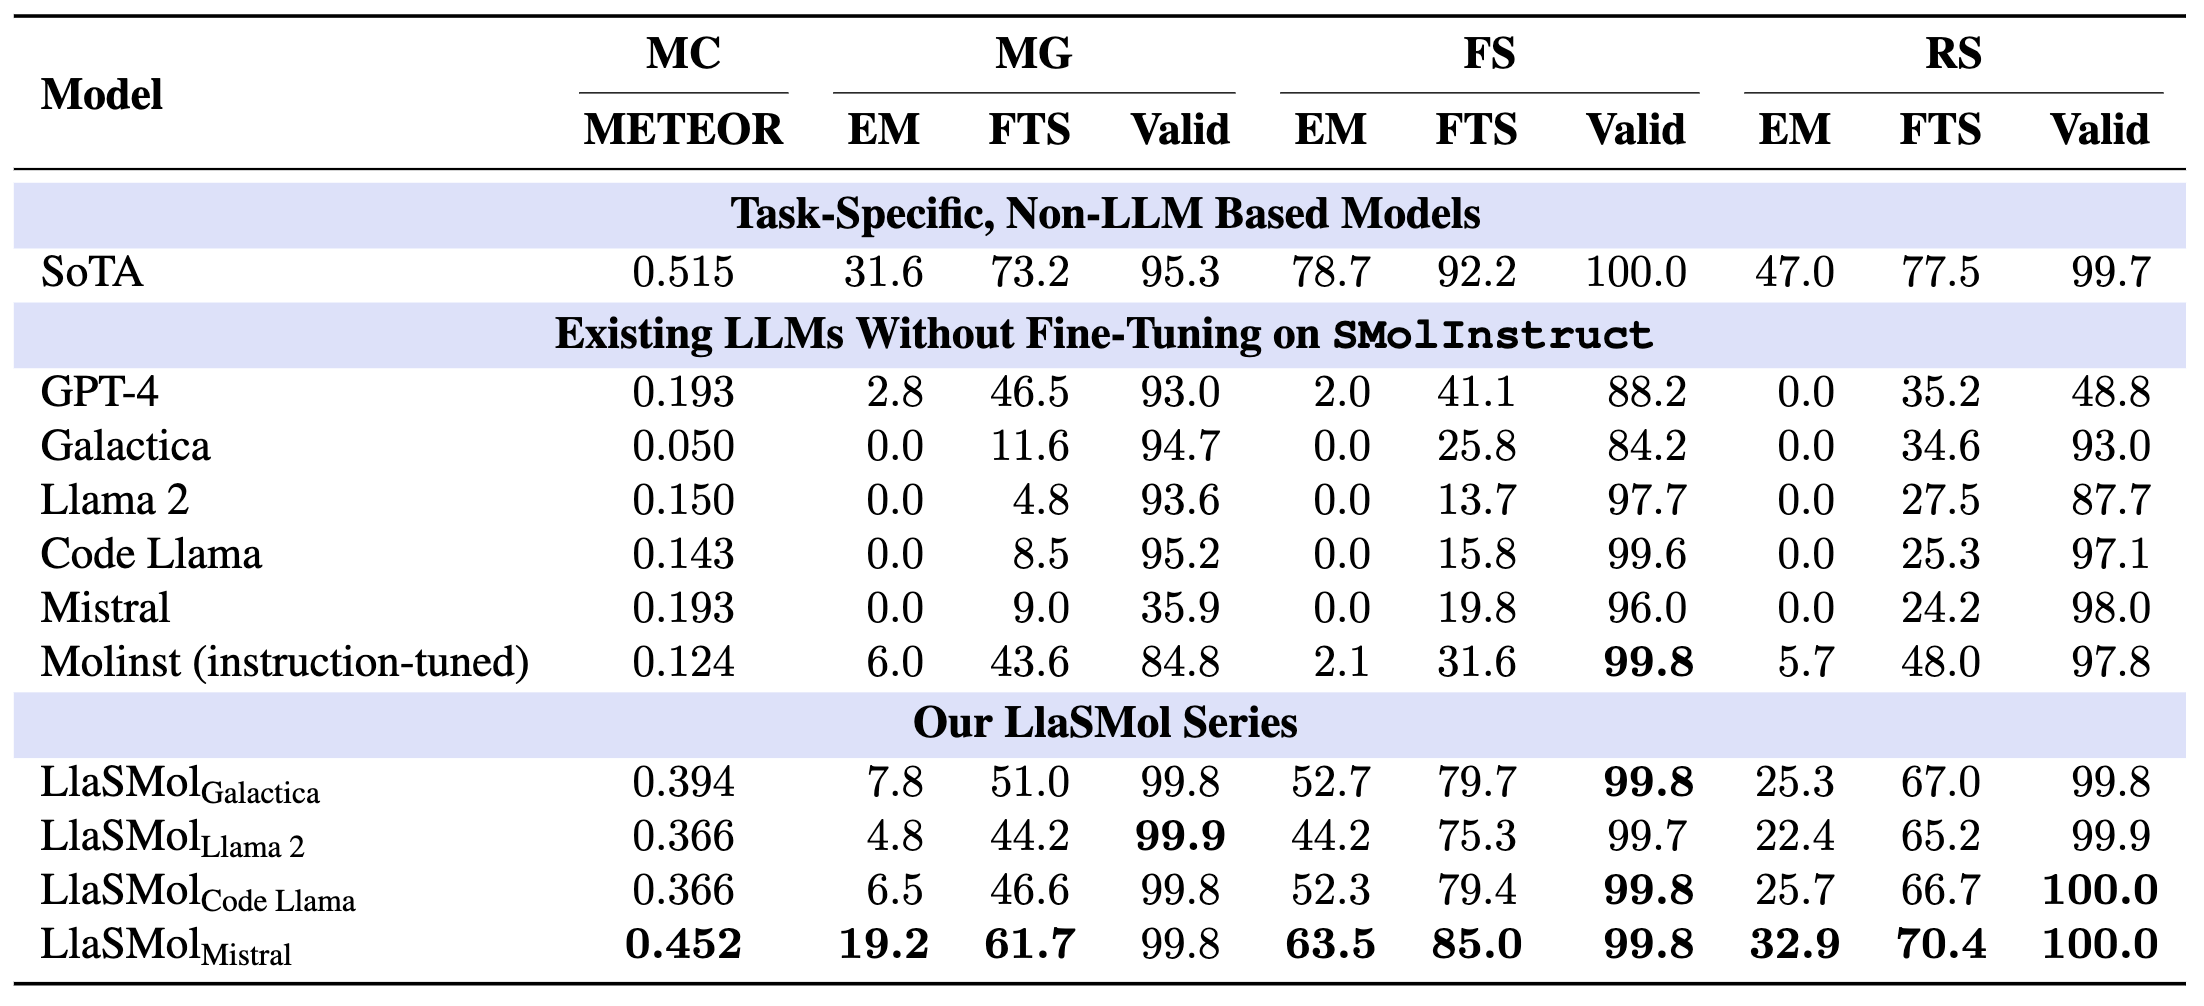 Model MC MG FS RS
METEOR EM FTS Valid EM FTS Valid EM FTS Valid
Task-Specific, Non-LLM Based Models
SoTA 0.515 31.6 73.2 95.3 78.7 92.2 100.0 47.0 77.5 99.7
Existing LLMs Without Fine-Tuning on SMolInstruct
GPT-4 0.193 2.8 46.5 93.0 2.0 41.1 88.2 0.0 35.2 48.8
Galactica 0.050 0.0 11.6 94.7 0.0 25.8 84.2 0.0 34.6 93.0
Llama 2 0.150 0.0 4.8 93.6 0.0 13.7 97.7 0.0 27.5 87.7
Code Llama 0.143 0.0 8.5 95.2 0.0 15.8 99.6 0.0 25.3 97.1
Mistral 0.193 0.0 9.0 35.9 0.0 19.8 96.0 0.0 24.2 98.0
Molinst (instruction-tuned) 0.124 6.0 43.6 84.8 2.1 31.6 99.8 5.7 48.0 97.8
Our LlaSMol Series
LlaSMol Galactica 0.394 7.8 51.0 99.8 52.7 79.7 99.8 25.3 67.0 99.8
LlaSMol Llama 2 0.366 4.8 44.2 99.9 44.2 75.3 99.7 22.4 65.2 99.9
LlaSMol Code Llama 0.366 6.5 46.6 99.8 52.3 79.4 99.8 25.7 66.7 100.0
LlaSMol Mistral 0.452 19.2 61.7 99.8 63.5 85.0 99.8 32.9 70.4 100.0